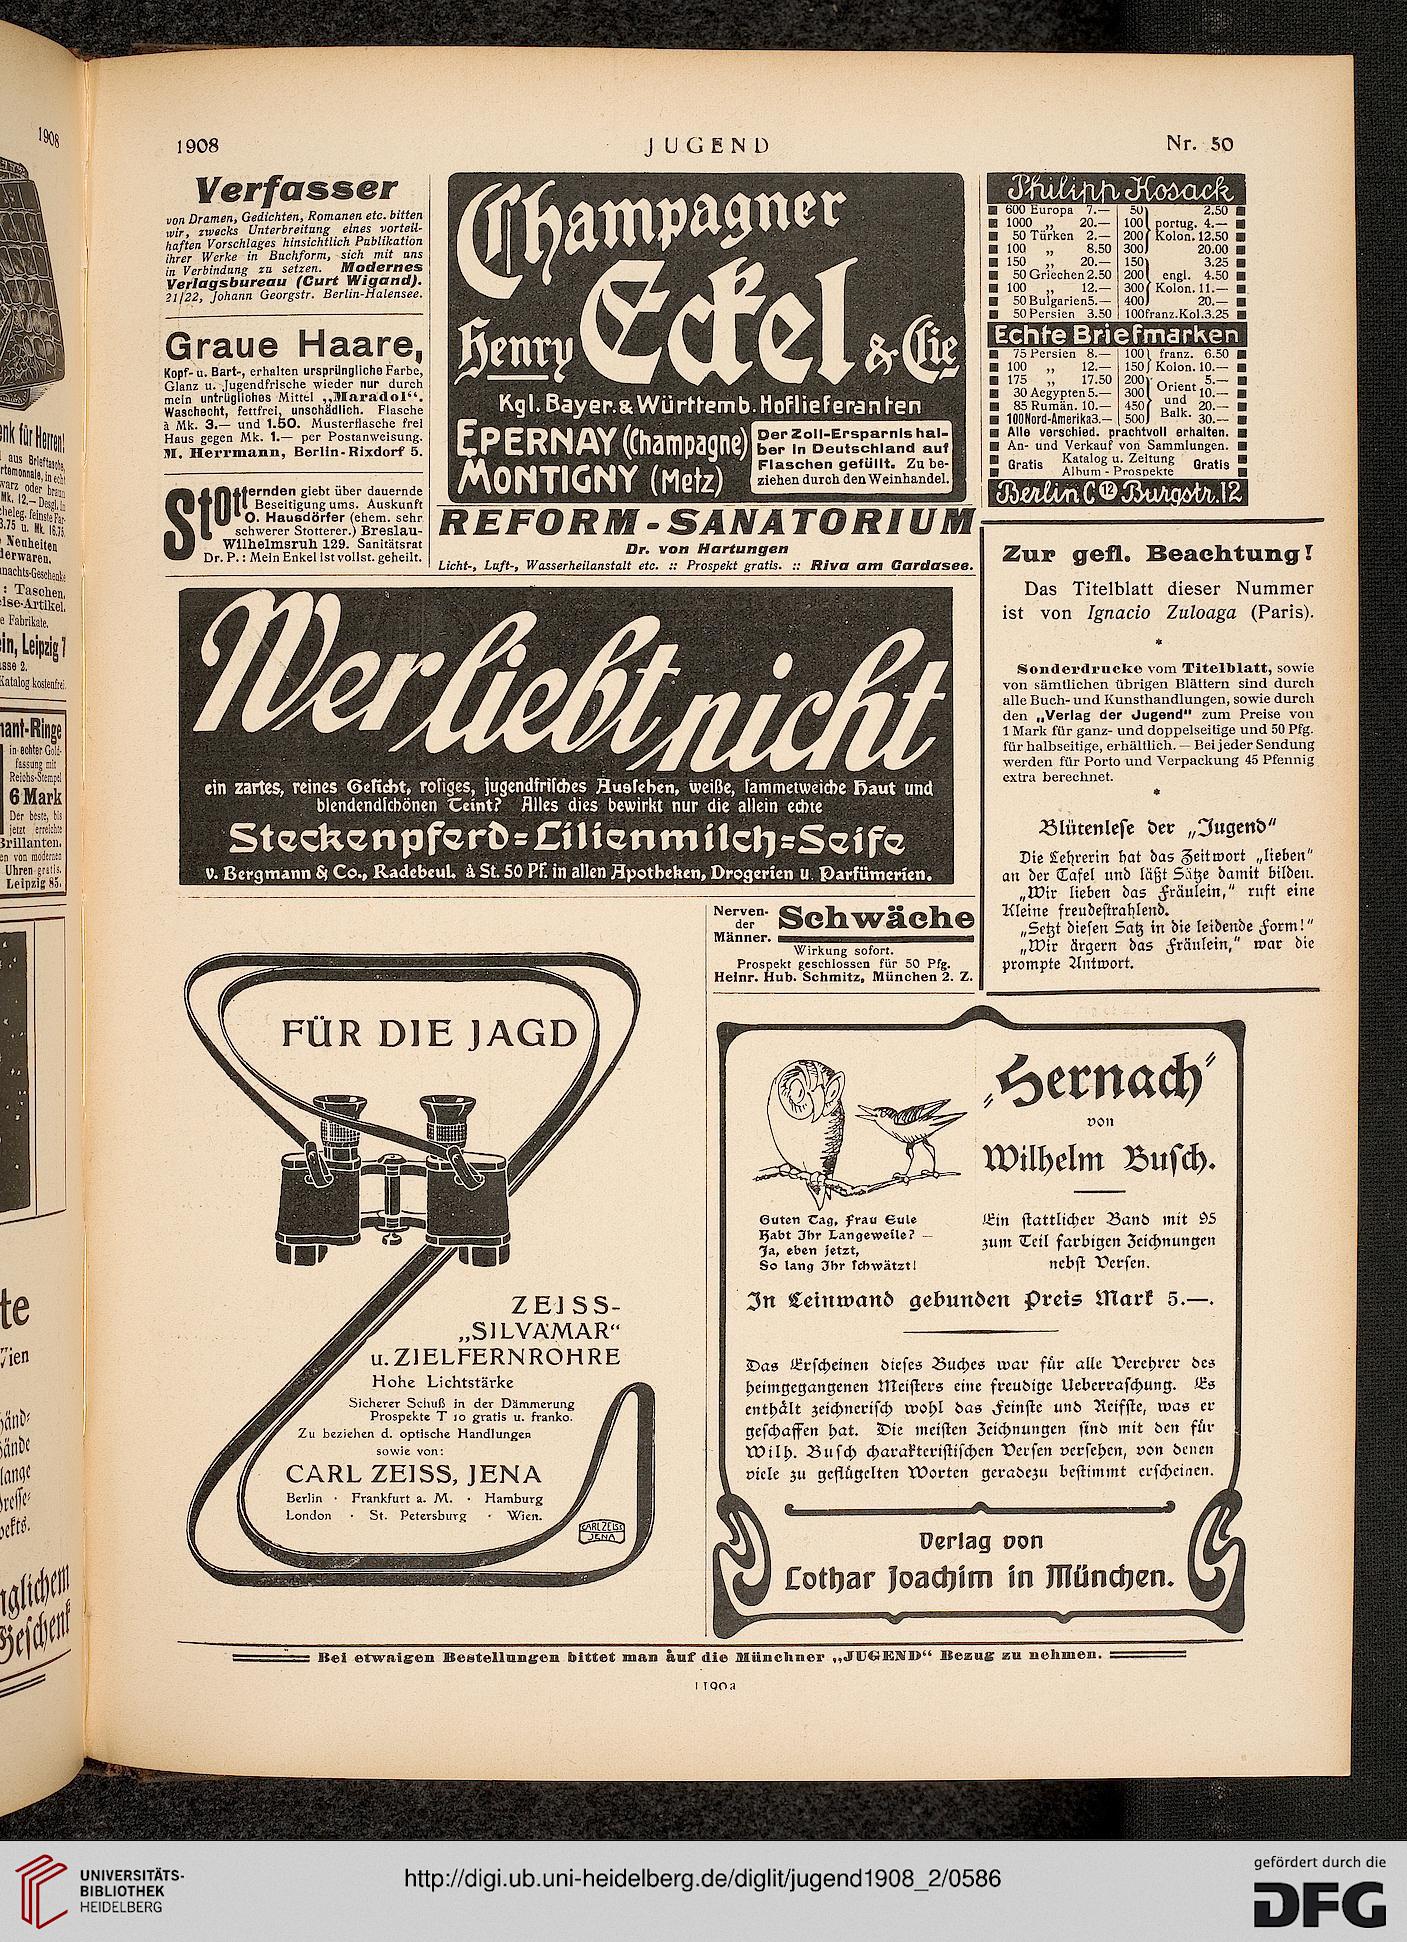 1908
JUGEND
Nr. 50
Verfasser
von Dramen, Gedichten, Romanen etc. bitten
wir, zwecks Unterbreitung eines vorteil-
haften Vorschlages hinsichtlich Publikation
ihrer Werke in Buchform, sich mit uns
in Verbindung zu setzen. Modernes
Verlagsbureau (Curt Wigand).
21/22, Johann Georgstr. Berlin-Halensee.
Graue Haare,
Kopf- u. Bart-, erhalten ursprüngliche Farbe,
Glanz u. Jugendfrische wieder nur durch
mein untrügliches Mittel „Maradol“.
Waschecht, fettfrei, unschädlich. Flasche
à Mk. 3.— und 1.50. Musterflasche frei
Haus gegen Mk. 1.— per Postanweisung.
M. Herrmann, Berlin-Rixdorf 5.
Stotternden giebt über dauernde
Beseitigung ums. Auskunft
O. Hausdörfer (ehem. sehr
schwerer Stotterer.) Breslau-
Wilhelmsruh 129. Sanitätsrat
Dr. P.: Mein Enkel ist vollst. geheilt.
Champagner
Henry Eckel & Cie
Kgl. Bayer. & Württemb. Hoflieferanten
EPERNAY (Champagne)
MONTIGNY (Metz)
Der Zoll-Ersparnis hal-
ber in Deutschland auf
Flaschen gefüllt. Zu be-
ziehen durch den Weinhandel.
REFORM-SANATORIUM
Dr. von Hartungen
Licht-, Luft-, Wasserheilanstalt etc. :: Prospekt gratis. :: Riva am Gardasee.
Philipp Kosack
600 Europa 7.— 50 2.50
1000 „ 20.— 100 portug. 4.—
50 Türken 2.— 200 Kolon. 12.50
100 „ 8.50 300 20.00
150 „ 20.— 150 3.25
50 Griechen 2.50 200 engl. 4.50
100 „ 12.— 300 Kolon. 11.—
50 Bulgarien 5.— 400 20.—
50 Persien 3.50 100 franz. Kol. 3.25
Echte Briefmarken
75 Persien 8.— 100 franz. 6.50
100 „ 12.— 150 Kolon. 10.—
175 „ 17.50 200 Orient 5.—
30 Aegypten 5.— 300 und 10.—
85 Rumän. 10.— 450 Balk. 20.—
100 Nord-Amerika 3.— 500 30.—
Alle verschied. prachtvoll erhalten.
An- und Verkauf von Sammlungen.
Gratis Katalog u. Zeitung Gratis
Album - Prospekte
Berlin C 12 Burgstr. 12
Wer liebt nicht
ein zartes, reines Gesicht, rosiges, jugendfrisches Aussehen, weiße, sammetweiche Haut und
blendendschönen Teint? Alles dies bewirkt nur die allein echte
Steckenpferd=Lilienmilch=Seife
v. Bergmann & Co., Radebeul, à St. 50 Pf. in allen Apotheken, Drogerien u. Parfümerien.
Zur gefl. Beachtung!
Das Titelblatt dieser Nummer
ist von Ignacio Zuloaga (Paris).
*
Sonderdrucke vom Titelblatt, sowie
von sämtlichen übrigen Blättern sind durch
alle Buch- und Kunsthandlungen, sowie durch
den „Verlag der Jugend“ zum Preise von
1 Mark für ganz- und doppelseitige und 50 Pfg.
für halbseitige, erhältlich. — Bei jeder Sendung
werden für Porto und Verpackung 45 Pfennig
extra berechnet.
*
Blütenlese der „Jugend“
Die Lehrerin hat das Zeitwort „lieben“
an der Tafel und läßt Sätze damit bilden.
„Wir lieben das Fräulein,“ ruft eine
Kleine freudestrahlend.
„Setzt diesen Satz in die leidende Form!“
„Wir ärgern das Fräulein,“ war die
prompte Antwort.
Nerven-
der
Männer.
Schwäche
Wirkung sofort.
Prospekt geschlossen für 50 Pfg.
Heinr. Hub. Schmitz, München 2. Z.
FÜR DIE JAGD
ZEISS-
„SILVAMAR“
u. ZIELFERNROHRE
Hohe Lichtstärke
Sicherer Schuß in der Dämmerung
Prospekte T 10 gratis u. franko.
Zu beziehen d. optische Handlungen
sowie von:
CARL ZEISS, JENA
Berlin · Frankfurt a. M. · Hamburg
London · St. Petersburg · Wien.
CARL ZEISS
JENA
„Hernach“
von
Wilhelm Busch.
Guten Tag, Frau Eule
Habt Ihr Langeweile? —
Ja, eben jetzt,
So lang Ihr schwätzt!
Ein stattlicher Band mit 95
zum Teil farbigen Zeichnungen
nebst Versen.
In Leinwand gebunden Preis Mark 5.—.
Das Erscheinen dieses Buches war für alle Verehrer des
heimgegangenen Meisters eine freudige Ueberraschung. Es
enthält zeichnerisch wohl das Feinste und Reifste, was er
geschaffen hat. Die meisten Zeichnungen sind mit den für
Wilh. Busch charakteristischen Versen versehen, von denen
viele zu geflügelten Worten geradezu bestimmt erscheinen.
Verlag von
Lothar Joachim in München.
Bei etwaigen Bestellungen bittet man auf die Münchner „JUGEND“ Bezug zu nehmen.
1190a
1908
nk für Herren!
aus Brieftasche,
6 Mark
Der beste, bis
jetzt erreichte
Brillanten.
Uhren gratis.
Leipzig 85.
UNIVERSITÄTS-
BIBLIOTHEK
HEIDELBERG
http://digi.ub.uni-heidelberg.de/diglit/jugend1908_2/0586
gefördert durch die
DFG